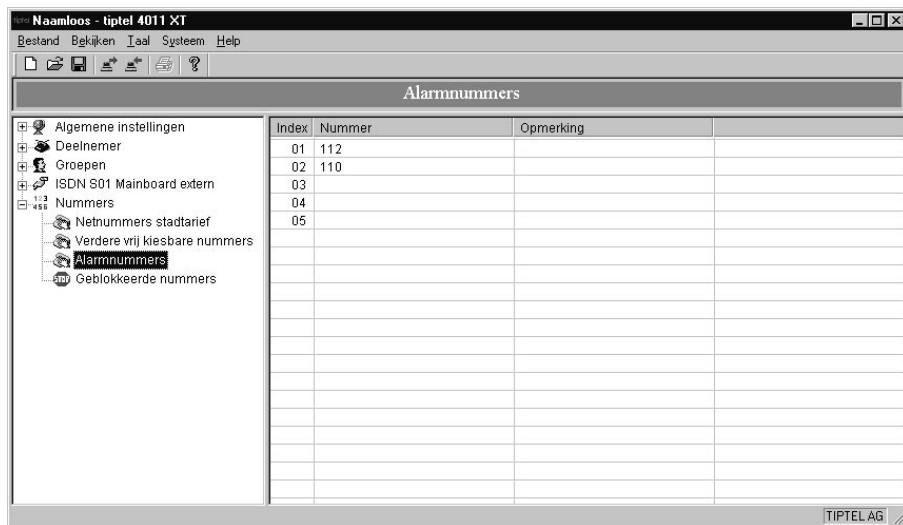 Naamloos - tiptel 4011 XT
Bestand Bekijken Taal Systeem Help
Alarmnummers
Algemene instellingen
Deelnemer
Groepen
ISDN S01 Mainboard extern
Nummers
Netnummers stadtarief
Verdere vrij kiesbare nummers
Alarmnummers
Geblokkeerde nummers
Index Nummer Opmerking
01 112
02 110
03
04
05
TIPTEL AG